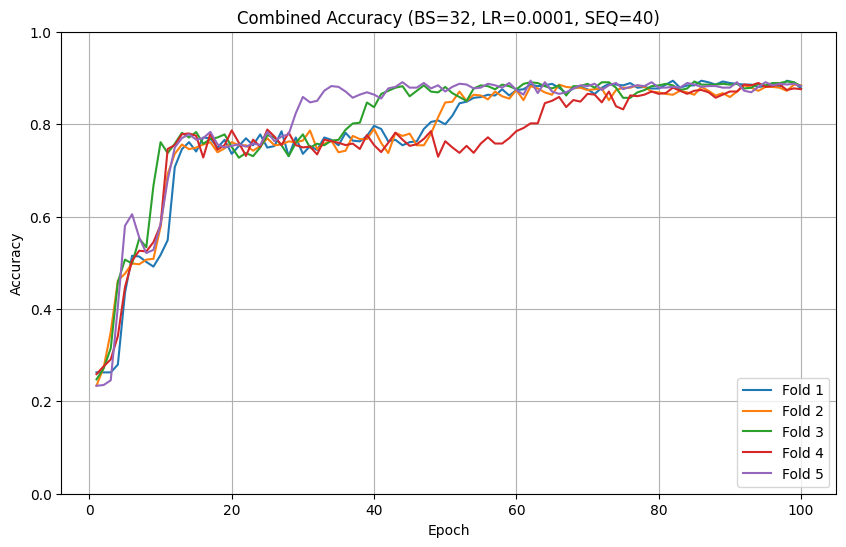 Combined Accuracy (BS=32, LR=0.0001, SEQ=40)
1.0
0.8
0.6
0.4
0.2
0.0
Accuracy
0 20 40 60 80 100
Epoch
Fold 1
Fold 2
Fold 3
Fold 4
Fold 5